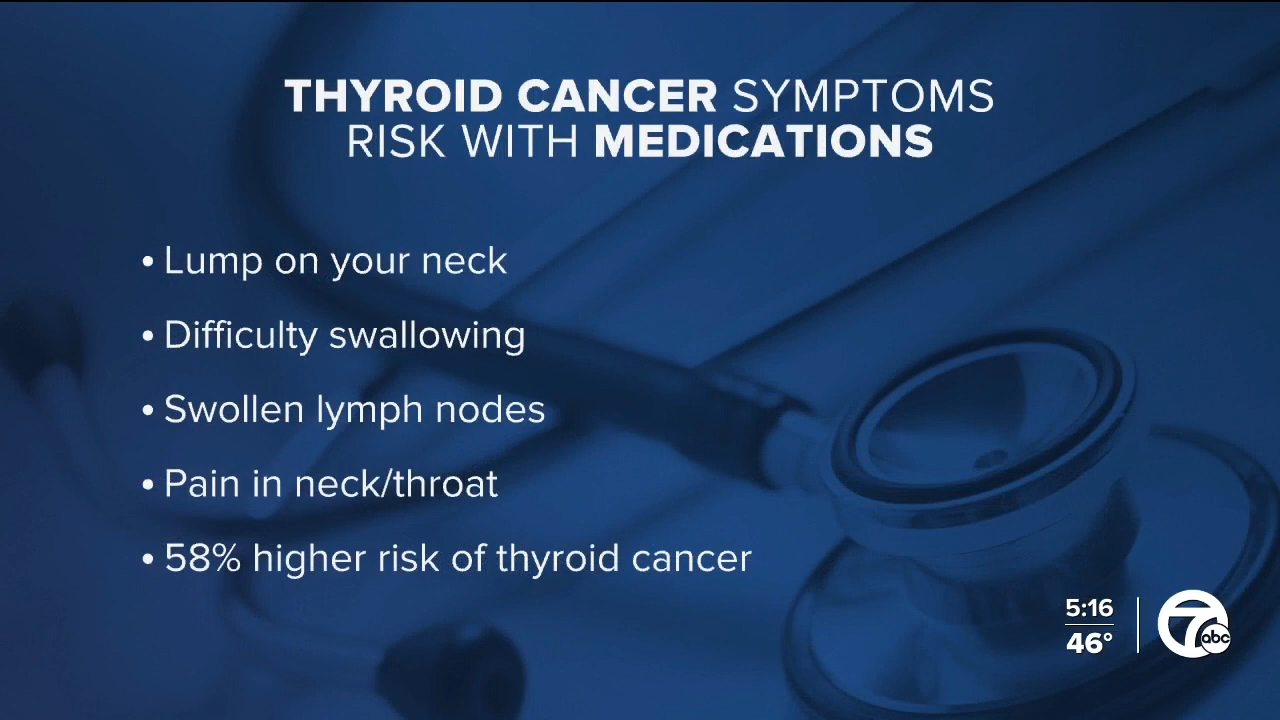 THYROID CANCER SYMPTOMS
RISK WITH MEDICATIONS
• Lump on your neck
• Difficulty swallowing
• Swollen lymph nodes
• Pain in neck/throat
• 58% higher risk of thyroid cancer
5:16
46°
7
abc